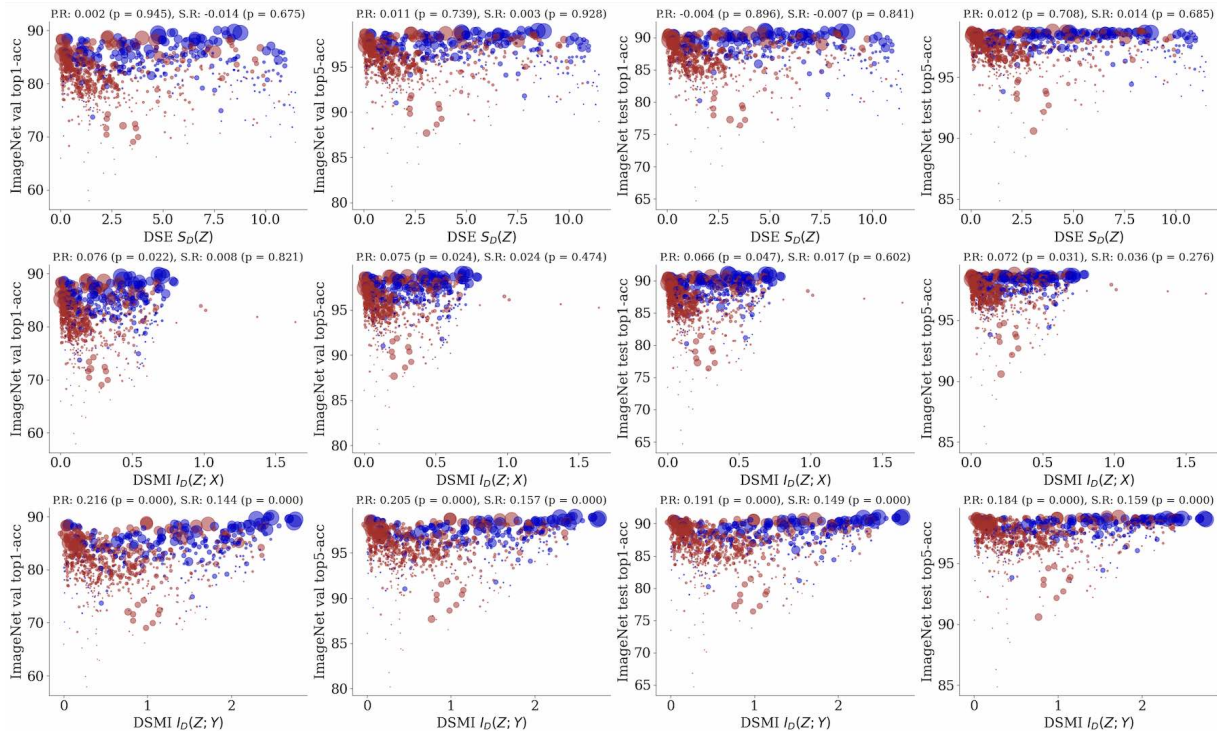 P.R: 0.002 (p = 0.945), S.R: -0.014 (p = 0.675)
ImageNet val top1-acc
90
80
70
60
0.0 2.5 5.0 7.5 10.0
DSE S_D(Z)
P.R: 0.011 (p = 0.739), S.R: 0.003 (p = 0.928)
ImageNet val top5-acc
95
90
85
80
0.0 2.5 5.0 7.5 10.0
DSE S_D(Z)
P.R: -0.004 (p = 0.896), S.R: -0.007 (p = 0.841)
ImageNet test top1-acc
90
85
80
75
70
65
0.0 2.5 5.0 7.5 10.0
DSE S_D(Z)
P.R: 0.012 (p = 0.708), S.R: 0.014 (p = 0.685)
ImageNet test top5-acc
95
90
85
0.0 2.5 5.0 7.5 10.0
DSE S_D(Z)
P.R: 0.076 (p = 0.022), S.R: 0.008 (p = 0.821)
ImageNet val top1-acc
90
80
70
60
0.0 0.5 1.0 1.5
DSMI I_D(Z; X)
P.R: 0.075 (p = 0.024), S.R: 0.024 (p = 0.474)
ImageNet val top5-acc
95
90
85
80
0.0 0.5 1.0 1.5
DSMI I_D(Z; X)
P.R: 0.066 (p = 0.047), S.R: 0.017 (p = 0.602)
ImageNet test top1-acc
90
85
80
75
70
65
0.0 0.5 1.0 1.5
DSMI I_D(Z; X)
P.R: 0.072 (p = 0.031), S.R: 0.036 (p = 0.276)
ImageNet test top5-acc
95
90
85
0.0 0.5 1.0 1.5
DSMI I_D(Z; X)
P.R: 0.216 (p = 0.000), S.R: 0.144 (p = 0.000)
ImageNet val top1-acc
90
80
70
60
0 1 2
DSMI I_D(Z; Y)
P.R: 0.205 (p = 0.000), S.R: 0.157 (p = 0.000)
ImageNet val top5-acc
95
90
85
80
0 1 2
DSMI I_D(Z; Y)
P.R: 0.191 (p = 0.000), S.R: 0.149 (p = 0.000)
ImageNet test top1-acc
90
85
80
75
70
65
0 1 2
DSMI I_D(Z; Y)
P.R: 0.184 (p = 0.000), S.R: 0.159 (p = 0.000)
ImageNet test top5-acc
95
90
85
0 1 2
DSMI I_D(Z; Y)